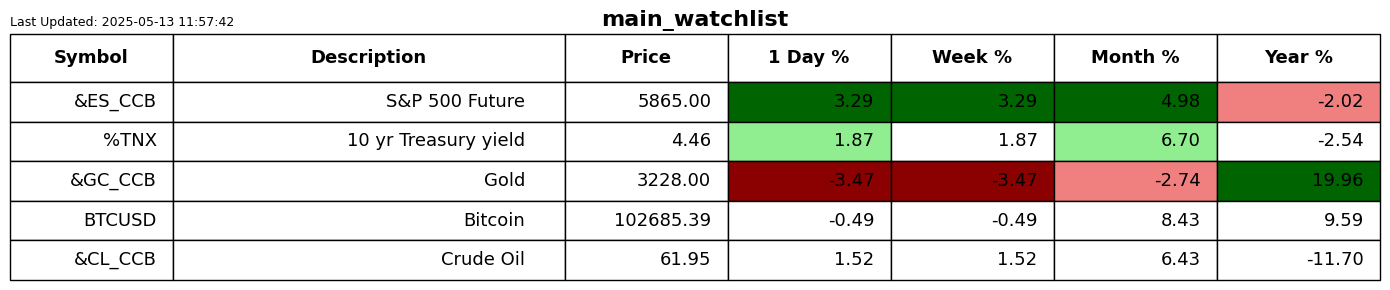 Last Updated: 2025-05-13 11:57:42
main_watchlist
Symbol Description Price 1 Day % Week % Month % Year %
&ES_CCB S&P 500 Future 5865.00 3.29 3.29 4.98 -2.02
%TNX 10 yr Treasury yield 4.46 1.87 1.87 6.70 -2.54
&GC_CCB Gold 3228.00 -3.47 -3.47 -2.74 19.96
BTCUSD Bitcoin 102685.39 -0.49 -0.49 8.43 9.59
&CL_CCB Crude Oil 61.95 1.52 1.52 6.43 -11.70